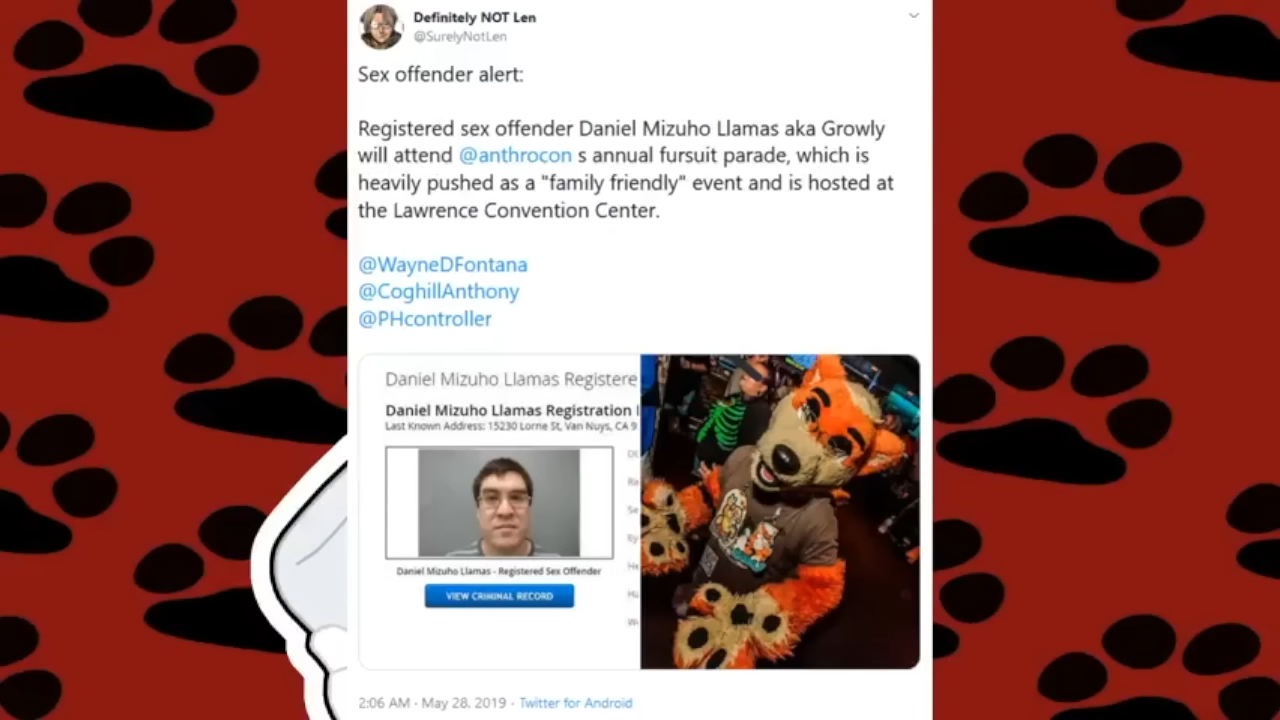 Definitely NOT Len
@SurelyNotLen
Sex offender alert:
Registered sex offender Daniel Mizuho Llamas aka Growly
will attend @anthrocon s annual fursuit parade, which is
heavily pushed as a "family friendly" event and is hosted at
the Lawrence Convention Center.
@WayneDFontana
@CoghillAnthony
@PHcontroller
Daniel Mizuho Llamas Registere
Daniel Mizuho Llamas Registration
Last Known Address: 15230 Lorne St, Van Nuys, CA 9
Daniel Mizuho Llamas - Registered Sex Offender
VIEW CRIMINAL RECORD
2:06 AM · May 28, 2019 · Twitter for Android